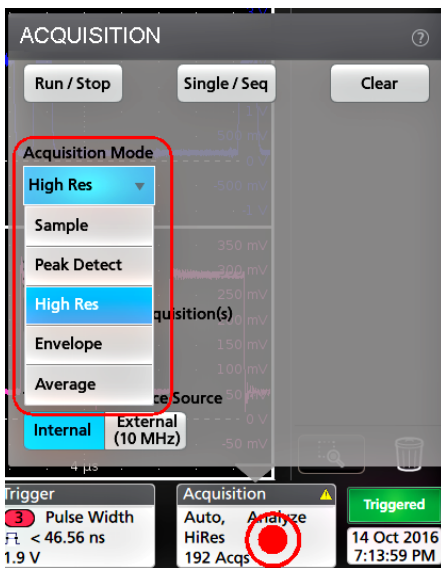 ACQUISITION ?
Run / Stop Single / Seq Clear
500 mV
Acquisition Mode 0 V
High Res -500 mV
Sample
350 mV
Peak Detect 300 mV
High Res 250 mV
quisition(s)
Envelope 150 mV
100 mV
Average ce Source
Internal External 0 V
(10 MHz) -50 mV
4 µs
Trigger Acquisition Triggered
3 Pulse Width Auto, Analyze
< 46.56 ns HiRes 14 Oct 2016
1.9 V 192 Acqs 7:13:59 PM